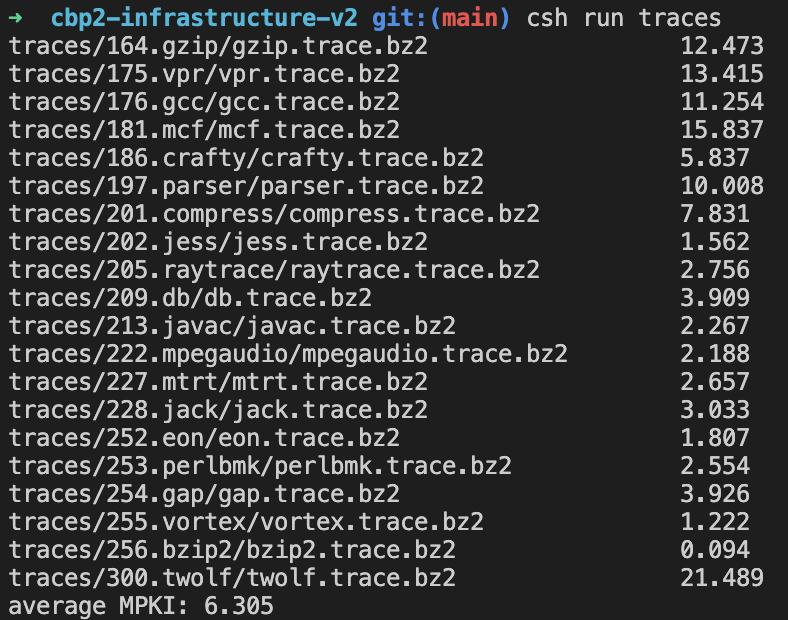 ➜ cbp2-infrastructure-v2 git:(main) csh run traces
traces/164.gzip/gzip.trace.bz2 12.473
traces/175.vpr/vpr.trace.bz2 13.415
traces/176.gcc/gcc.trace.bz2 11.254
traces/181.mcf/mcf.trace.bz2 15.837
traces/186.crafty/crafty.trace.bz2 5.837
traces/197.parser/parser.trace.bz2 10.008
traces/201.compress/compress.trace.bz2 7.831
traces/202.jess/jess.trace.bz2 1.562
traces/205.raytrace/raytrace.trace.bz2 2.756
traces/209.db/db.trace.bz2 3.909
traces/213.javac/javac.trace.bz2 2.267
traces/222.mpegaudio/mpegaudio.trace.bz2 2.188
traces/227.mtrt/mtrt.trace.bz2 2.657
traces/228.jack/jack.trace.bz2 3.033
traces/252.eon/eon.trace.bz2 1.807
traces/253.perlbmk/perlbmk.trace.bz2 2.554
traces/254.gap/gap.trace.bz2 3.926
traces/255.vortex/vortex.trace.bz2 1.222
traces/256.bzip2/bzip2.trace.bz2 0.094
traces/300.twolf/twolf.trace.bz2 21.489
average MPKI: 6.305